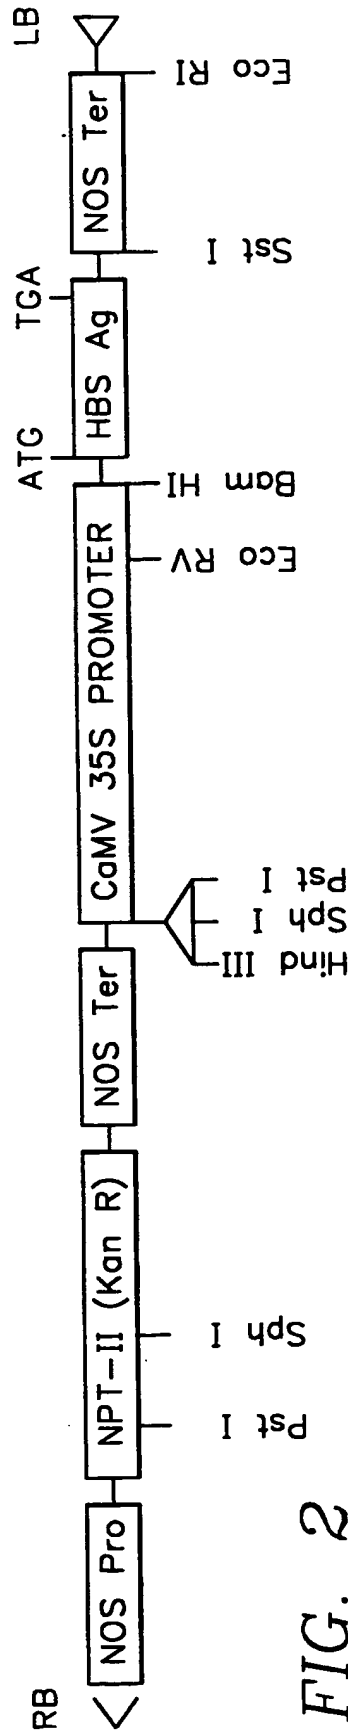 RB
LB
ATG
TGA
NOS Pro
NPT-II (Kan R)
NOS Ter
CaMV 35S PROMOTER
HBS Ag
NOS Ter
Pst I
Sph I
Hind III
Sph I
Pst I
Eco RV
Bam HI
Sst I
Eco RI
FIG. 2